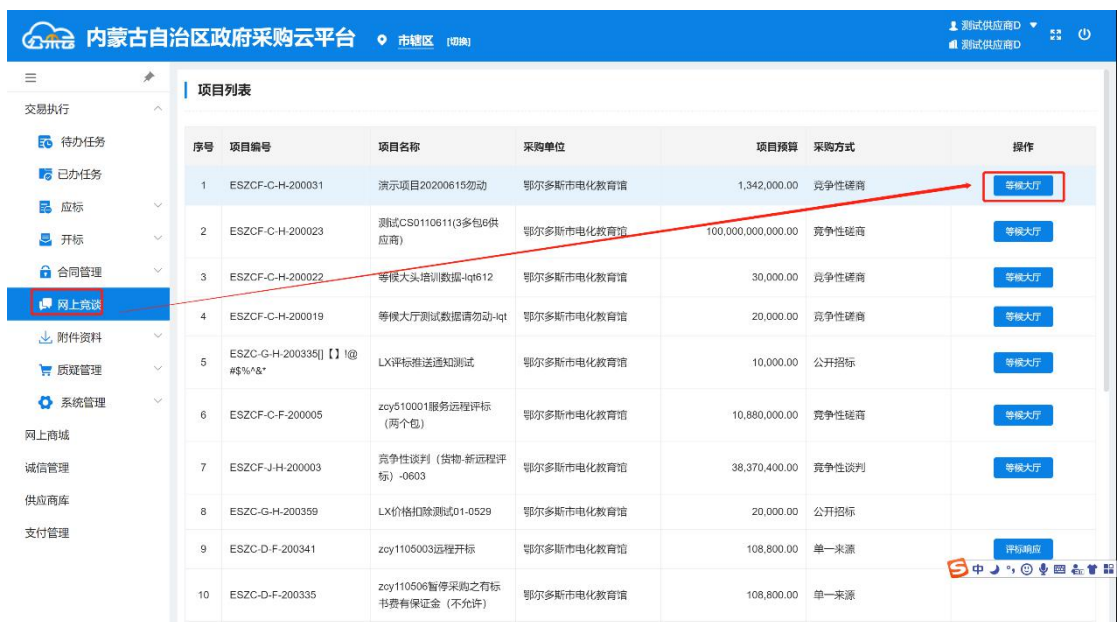 内蒙古自治区政府采购云平台 市辖区 [切换]
测试供应商D
测试供应商D
项目列表
交易执行
待办任务
已办任务
应标
开标
合同管理
网上竞谈
附件资料
质疑管理
系统管理
网上商城
诚信管理
供应商库
支付管理
序号 项目编号 项目名称 采购单位 项目预算 采购方式 操作
1 ESZCF-C-H-200031 演示项目20200615勿动 鄂尔多斯市电化教育馆 1,342,000.00 竞争性磋商 等候大厅
2 ESZCF-C-H-200023 测试CS0110611(3多包6供
应商) 鄂尔多斯市电化教育馆 100,000,000,000.00 竞争性磋商 等候大厅
3 ESZCF-C-H-200022 等候大头培训数据-lqt612 鄂尔多斯市电化教育馆 30,000.00 竞争性磋商 等候大厅
4 ESZCF-C-H-200019 等候大厅测试数据请勿动-lqt 鄂尔多斯市电化教育馆 20,000.00 竞争性磋商 等候大厅
5 ESZC-G-H-200335[]【】!@
#$%^&* LX评标推送通知测试 鄂尔多斯市电化教育馆 10,000.00 公开招标 等候大厅
6 ESZCF-C-F-200005 zcy510001服务远程评标
(两个包) 鄂尔多斯市电化教育馆 10,880,000.00 竞争性磋商 等候大厅
7 ESZCF-J-H-200003 竞争性谈判（货物-新远程评
标）-0603 鄂尔多斯市电化教育馆 38,370,400.00 竞争性谈判 等候大厅
8 ESZC-G-H-200359 LX价格扣除测试01-0529 鄂尔多斯市电化教育馆 20,000.00 公开招标
9 ESZC-D-F-200341 zcy1105003远程开标 鄂尔多斯市电化教育馆 108,800.00 单一来源 评标响应
10 ESZC-D-F-200335 zcy110506暂停采购之有标
书费有保证金（不允许） 鄂尔多斯市电化教育馆 108,800.00 单一来源
中